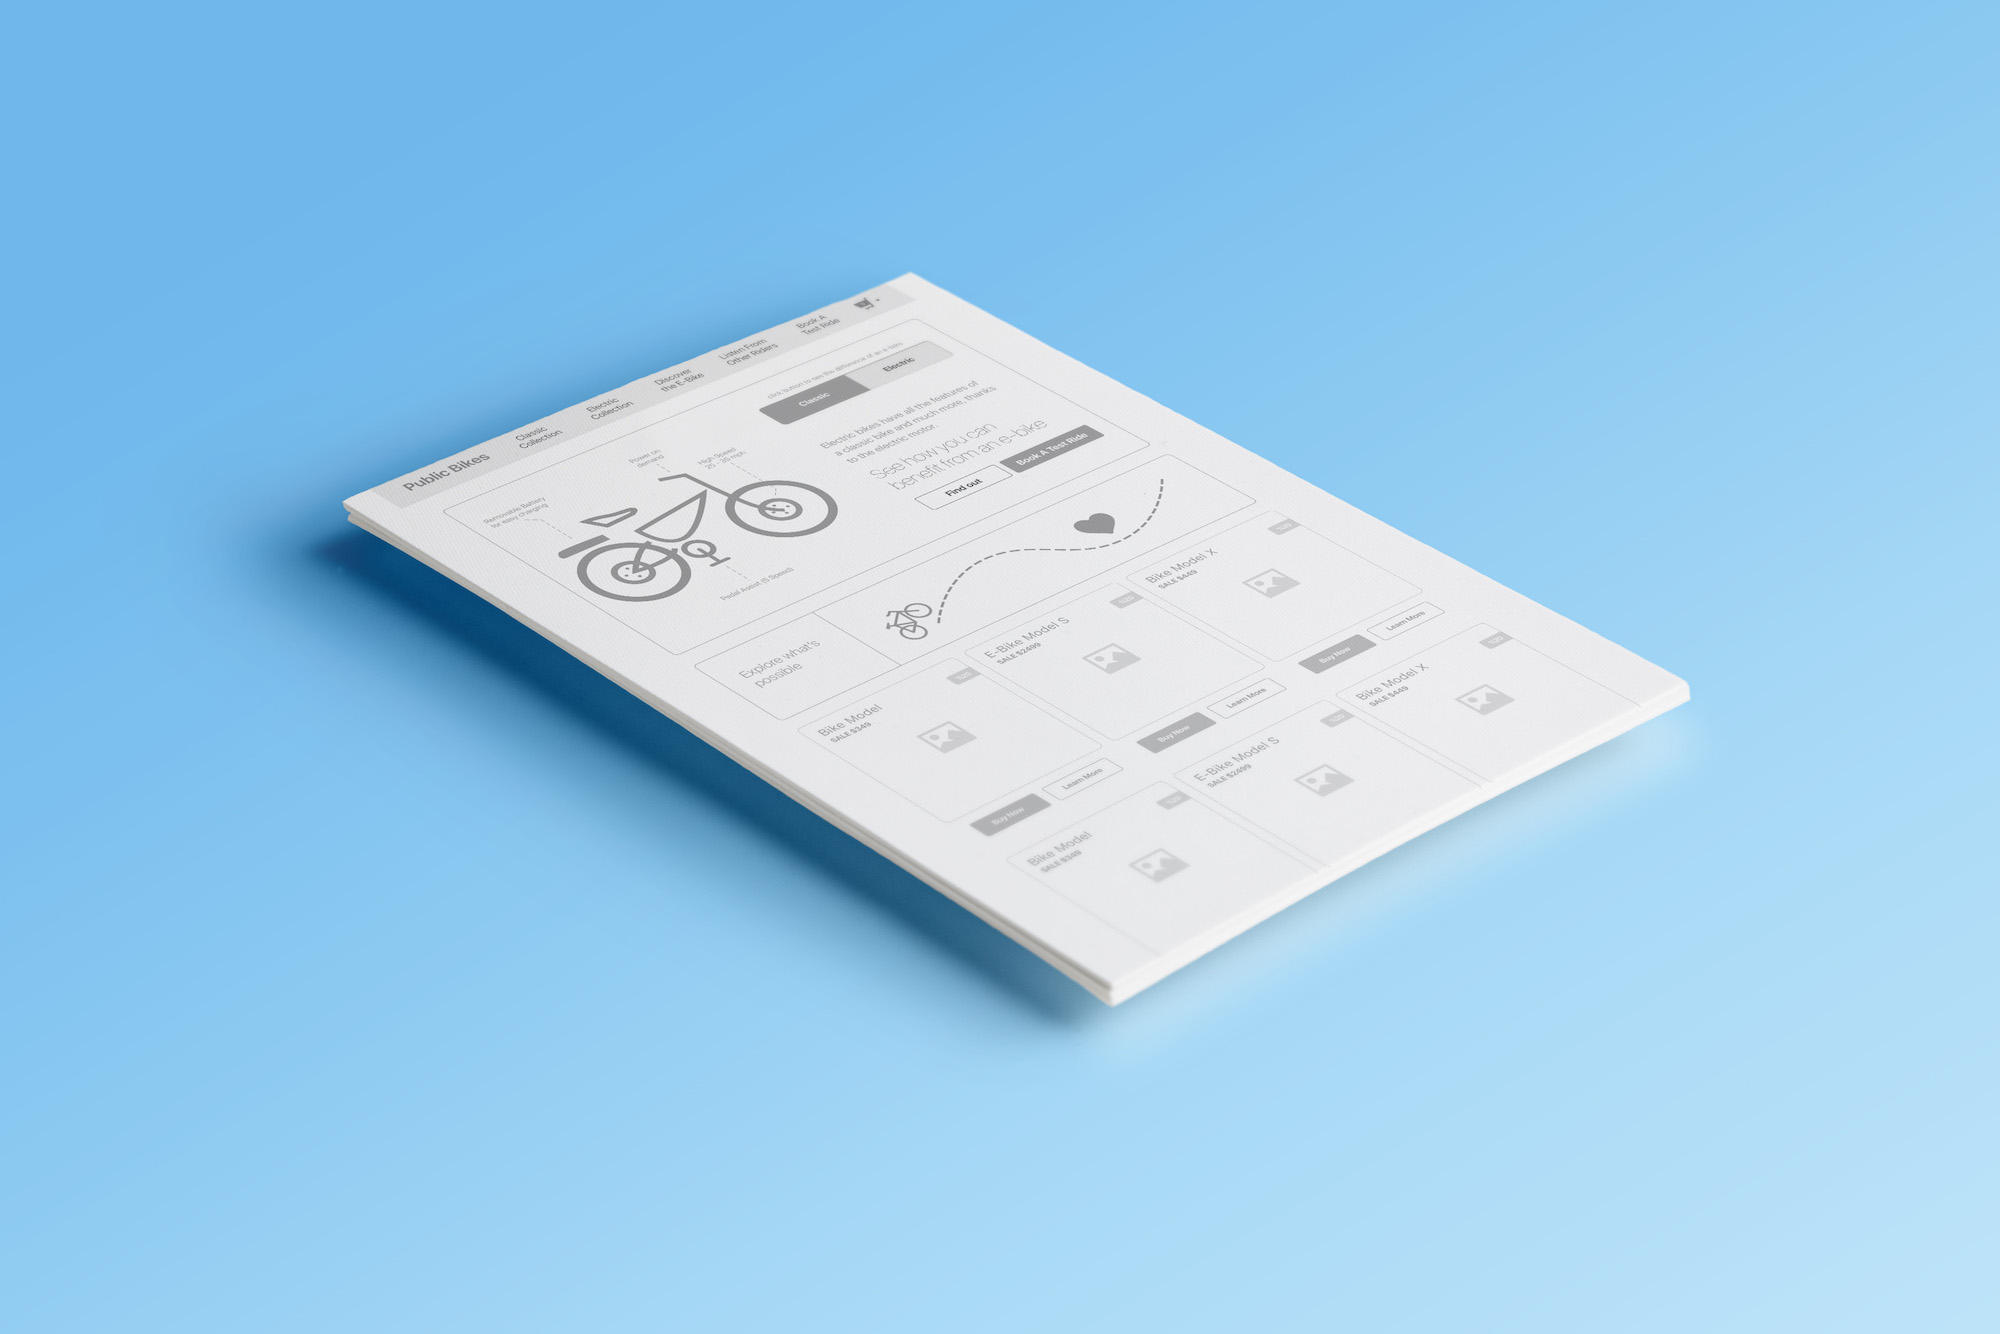 Public Bikes
Classic
Collection
Electric
Collection
Discover
the E-Bike
Listen From
Other Riders
Book A
Test Ride
click button to see the difference of an e-bike
Classic
Electric
Removable Battery
for easy charging
Power on
demand
High Speed
Pedal Assist (5 Speed)
Electric bikes have all the features of
a classic bike and much more, thanks
to the electric motor.
See how you can
benefit from an e-bike
Find out
Book A Test Ride
Explore what's
possible
Bike Model
SALE $349
Buy Now
Learn More
E-Bike Model S
SALE $2499
Buy Now
Learn More
Bike Model X
SALE $449
Buy Now
Learn More
Bike Model
SALE $349
E-Bike Model S
SALE $2499
Bike Model X
SALE $449